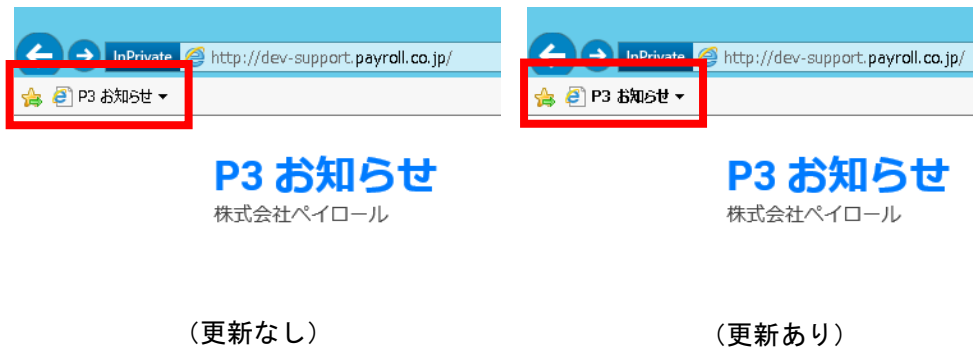 InPrivate http://dev-support.payroll.co.jp/
P3 お知らせ
P3 お知らせ
株式会社ペイロール
(更新なし)
InPrivate http://dev-support.payroll.co.jp/
P3 お知らせ
P3 お知らせ
株式会社ペイロール
(更新あり)